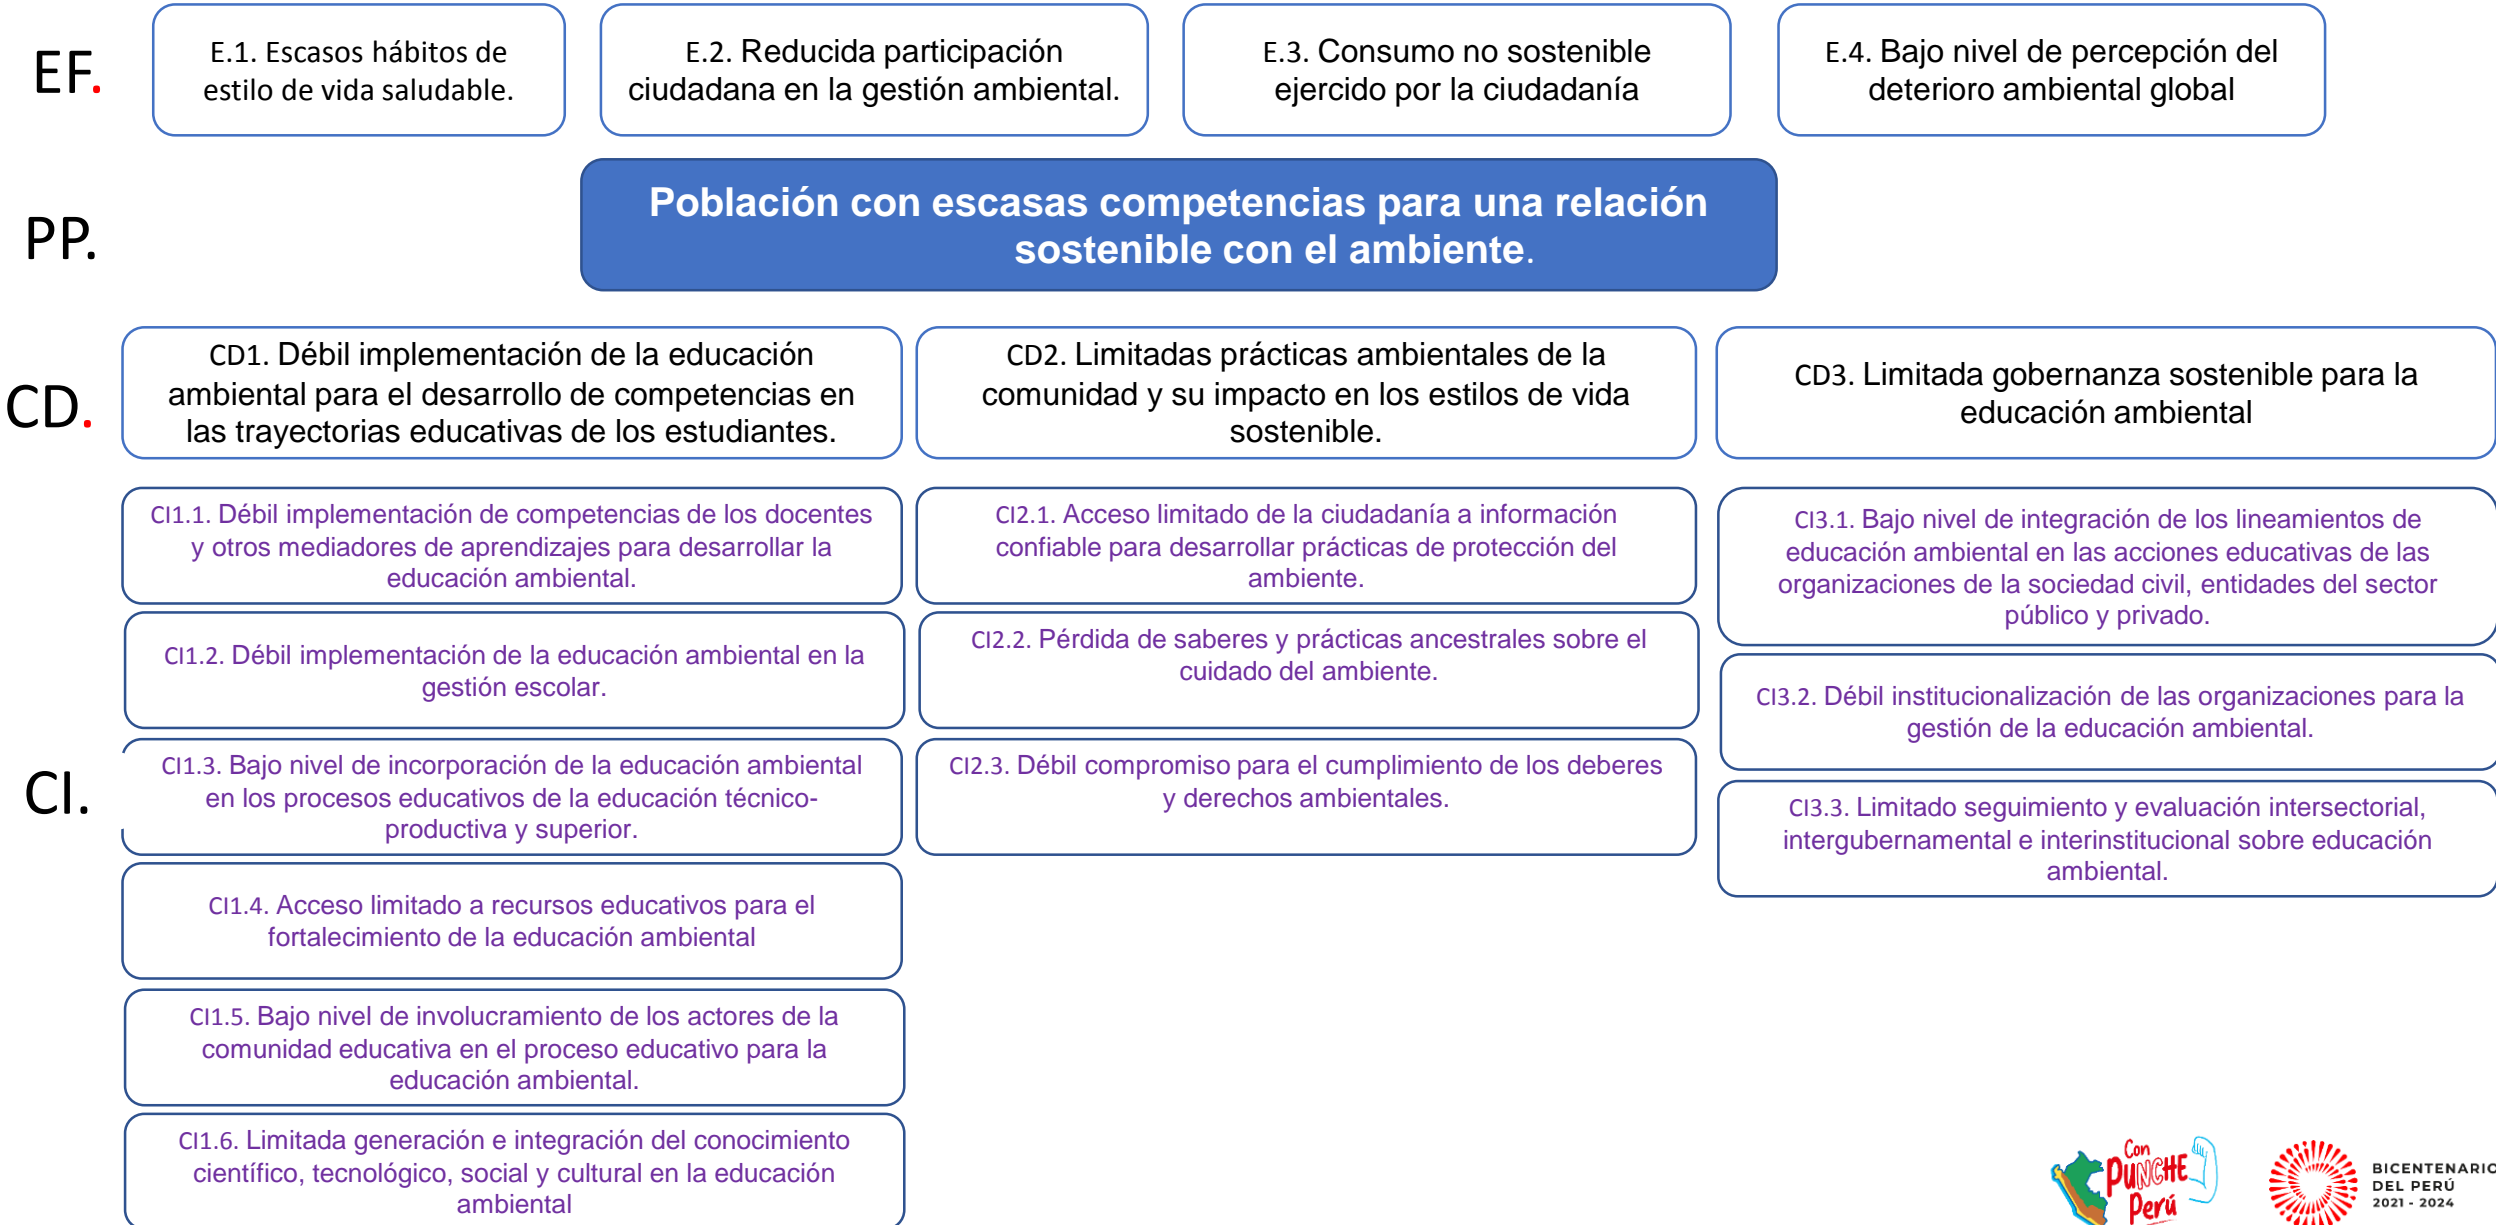 EF.
E.1. Escasos hábitos de
estilo de vida saludable.
E.2. Reducida participación
ciudadana en la gestión ambiental.
E.3. Consumo no sostenible
ejercido por la ciudadanía
E.4. Bajo nivel de percepción del
deterioro ambiental global
PP.
Población con escasas competencias para una relación
sostenible con el ambiente.
CD.
CD1. Débil implementación de la educación
ambiental para el desarrollo de competencias en
las trayectorias educativas de los estudiantes.
CD2. Limitadas prácticas ambientales de la
comunidad y su impacto en los estilos de vida
sostenible.
CD3. Limitada gobernanza sostenible para la
educación ambiental
CI.
CI1.1. Débil implementación de competencias de los docentes
y otros mediadores de aprendizajes para desarrollar la
educación ambiental.
CI1.2. Débil implementación de la educación ambiental en la
gestión escolar.
CI1.3. Bajo nivel de incorporación de la educación ambiental
en los procesos educativos de la educación técnico-
productiva y superior.
CI1.4. Acceso limitado a recursos educativos para el
fortalecimiento de la educación ambiental
CI1.5. Bajo nivel de involucramiento de los actores de la
comunidad educativa en el proceso educativo para la
educación ambiental.
CI1.6. Limitada generación e integración del conocimiento
científico, tecnológico, social y cultural en la educación
ambiental
CI2.1. Acceso limitado de la ciudadanía a información
confiable para desarrollar prácticas de protección del
ambiente.
CI2.2. Pérdida de saberes y prácticas ancestrales sobre el
cuidado del ambiente.
CI2.3. Débil compromiso para el cumplimiento de los deberes
y derechos ambientales.
CI3.1. Bajo nivel de integración de los lineamientos de
educación ambiental en las acciones educativas de las
organizaciones de la sociedad civil, entidades del sector
público y privado.
CI3.2. Débil institucionalización de las organizaciones para la
gestión de la educación ambiental.
CI3.3. Limitado seguimiento y evaluación intersectorial,
intergubernamental e interinstitucional sobre educación
ambiental.
Con
PUNCHE
Perú
BICENTENARIO
DEL PERÚ
2021 - 2024